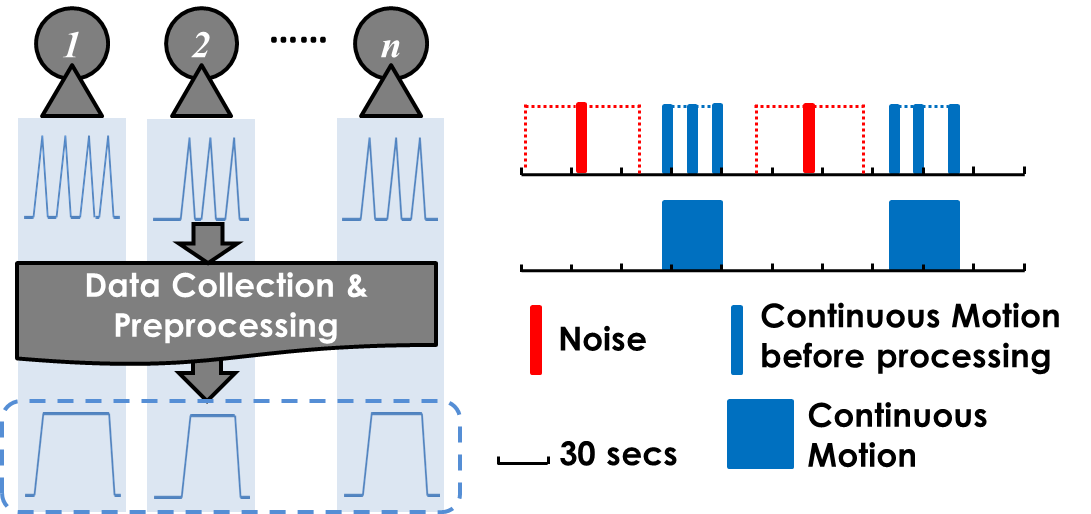 1
2
......
n
Data Collection &
Preprocessing
Noise
Continuous Motion
before processing
30 secs
Continuous
Motion